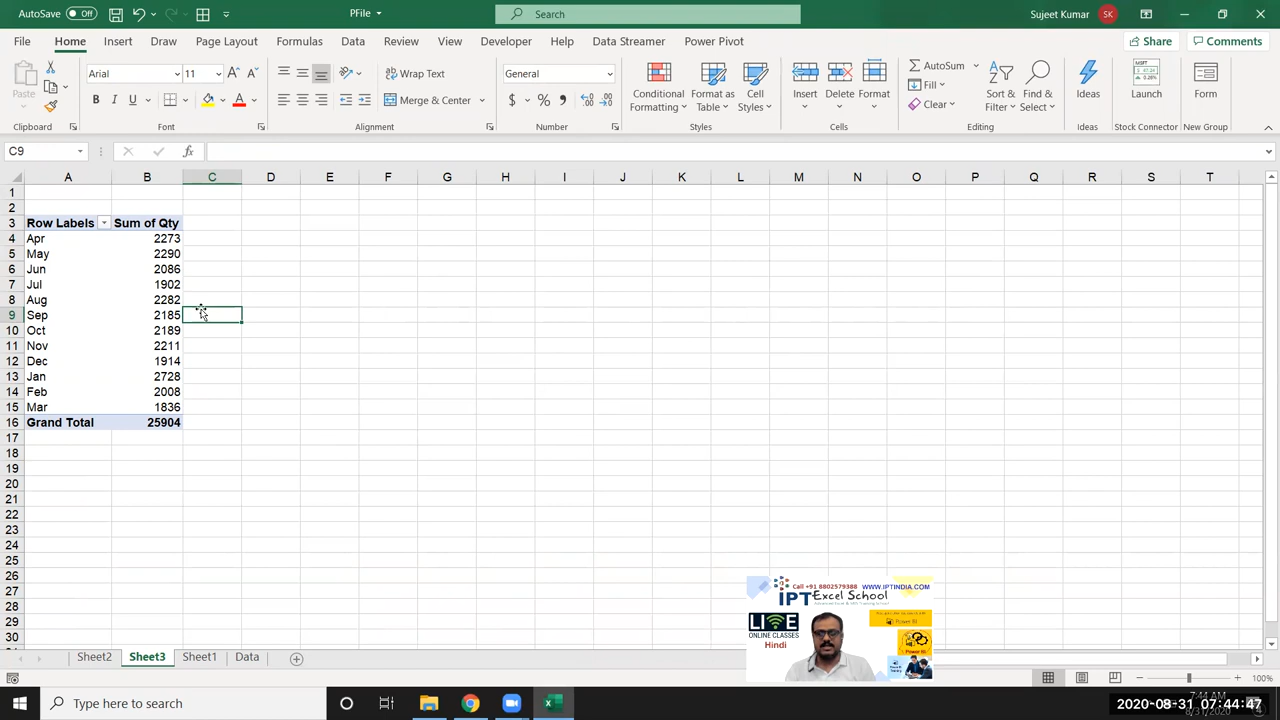 AutoSave Off PFile Search Sujeet Kumar SK
File Home Insert Draw Page Layout Formulas Data Review View Developer Help Data Streamer Power Pivot Share Comments
Paste Arial 11 Wrap Text General Conditional Formatting Format as Table Cell Styles Insert Delete Format AutoSum Fill Clear Sort & Filter Find & Select Ideas Launch Form
B I U Merge & Center $ % ,
Clipboard Font Alignment Number Styles Cells Editing Ideas Stock Connector New Group
C9 fx
A B C D E F G H I J K L M N O P Q R S T
1
2
3 Row Labels Sum of Qty
4 Apr 2273
5 May 2290
6 Jun 2086
7 Jul 1902
8 Aug 2282
9 Sep 2185
10 Oct 2189
11 Nov 2211
12 Dec 1914
13 Jan 2728
14 Feb 2008
15 Mar 1836
16 Grand Total 25904
17
18
19
20
21
22
23
24
25
26
27
28
29
30
Call +91 8802579388 WWW.IPTINDIA.COM
IPT Excel School
LIVE
ONLINE CLASSES
Hindi
Power BI
Power BI
Sheet2 Sheet3 Data
100%
Type here to search
2020-08-31 07:44:47